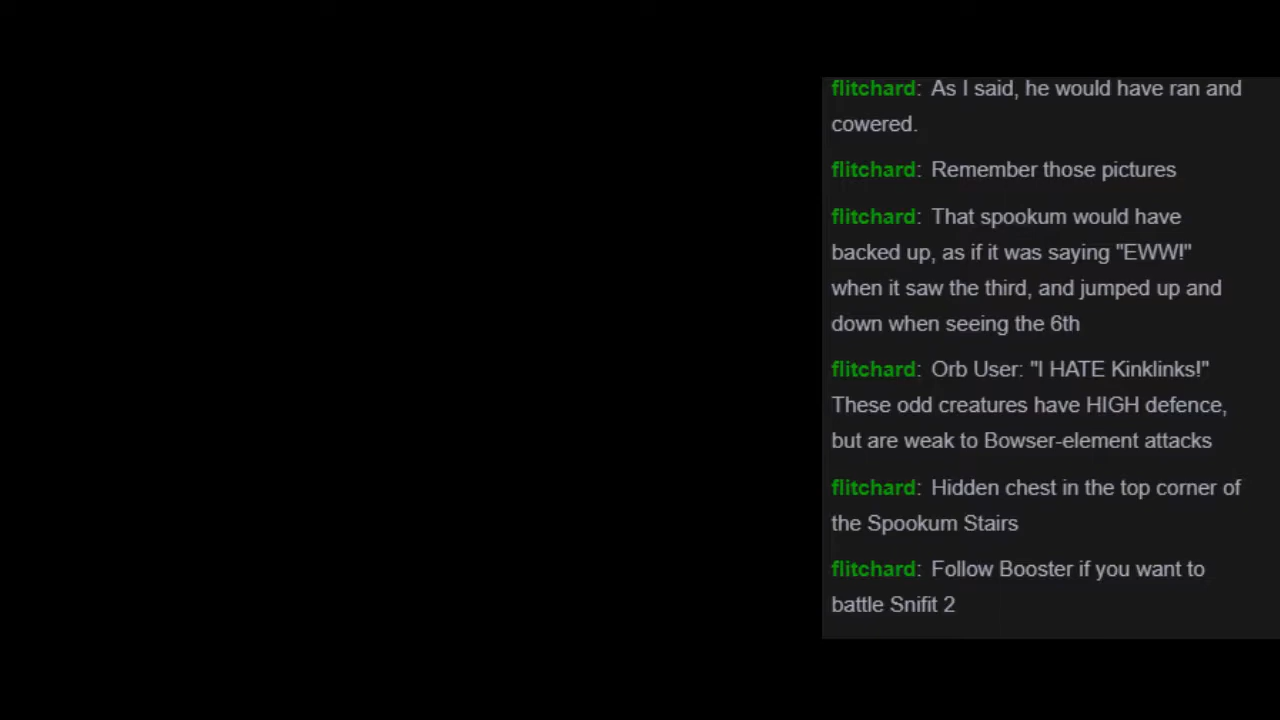 flitchard: As I said, he would have ran and
cowered.
flitchard: Remember those pictures
flitchard: That spookum would have
backed up, as if it was saying "EWW!"
when it saw the third, and jumped up and
down when seeing the 6th
flitchard: Orb User: "I HATE Kinklinks!"
These odd creatures have HIGH defence,
but are weak to Bowser-element attacks
flitchard: Hidden chest in the top corner of
the Spookum Stairs
flitchard: Follow Booster if you want to
battle Snifit 2